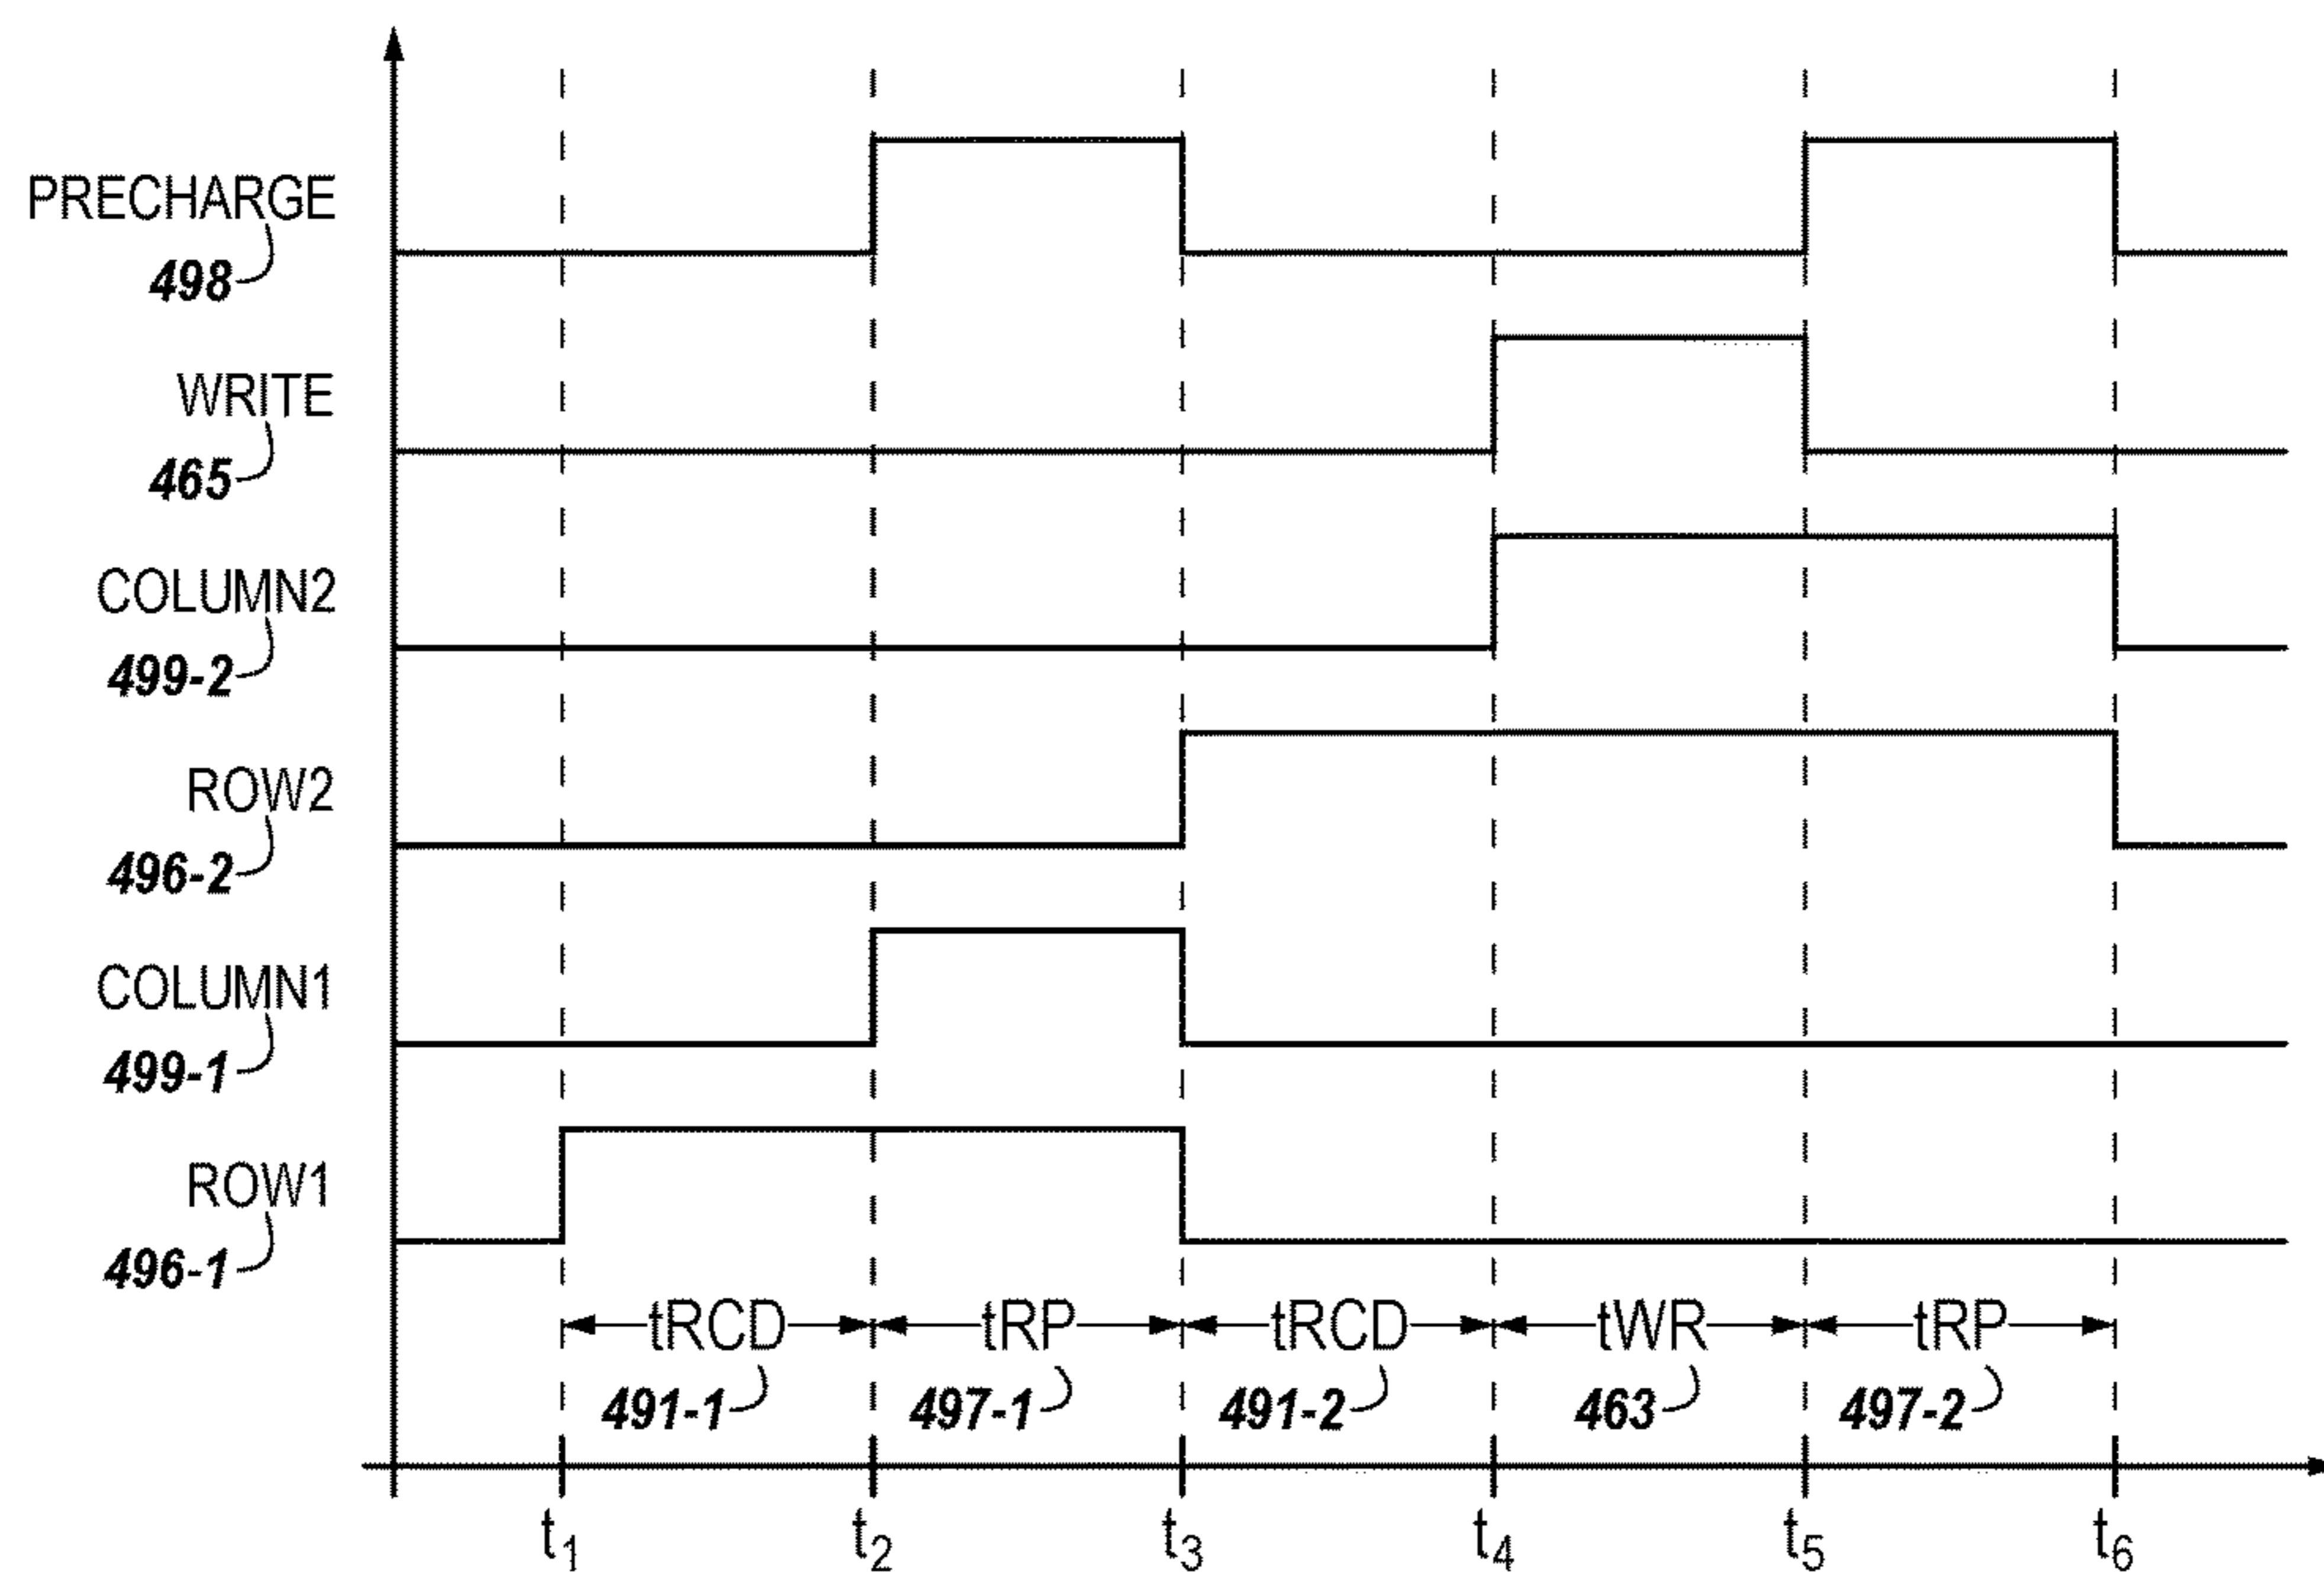 PRECHARGE
498
WRITE
465
COLUMN2
499-2
ROW2
496-2
COLUMN1
499-1
ROW1
496-1
tRCD tRP tRCD tWR tRP
491-1 497-1 491-2 463 497-2
t1 t2 t3 t4 t5 t6